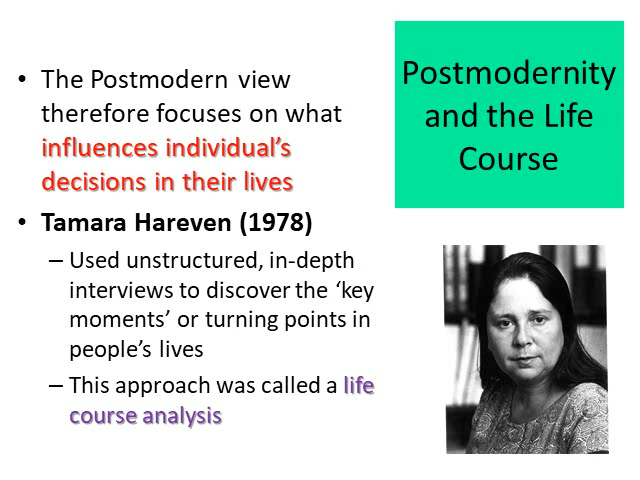 • The Postmodern view
therefore focuses on what
influences individual's
decisions in their lives
• Tamara Hareven (1978)
– Used unstructured, in-depth
interviews to discover the ‘key
moments’ or turning points in
people’s lives
– This approach was called a life
course analysis
Postmodernity
and the Life
Course